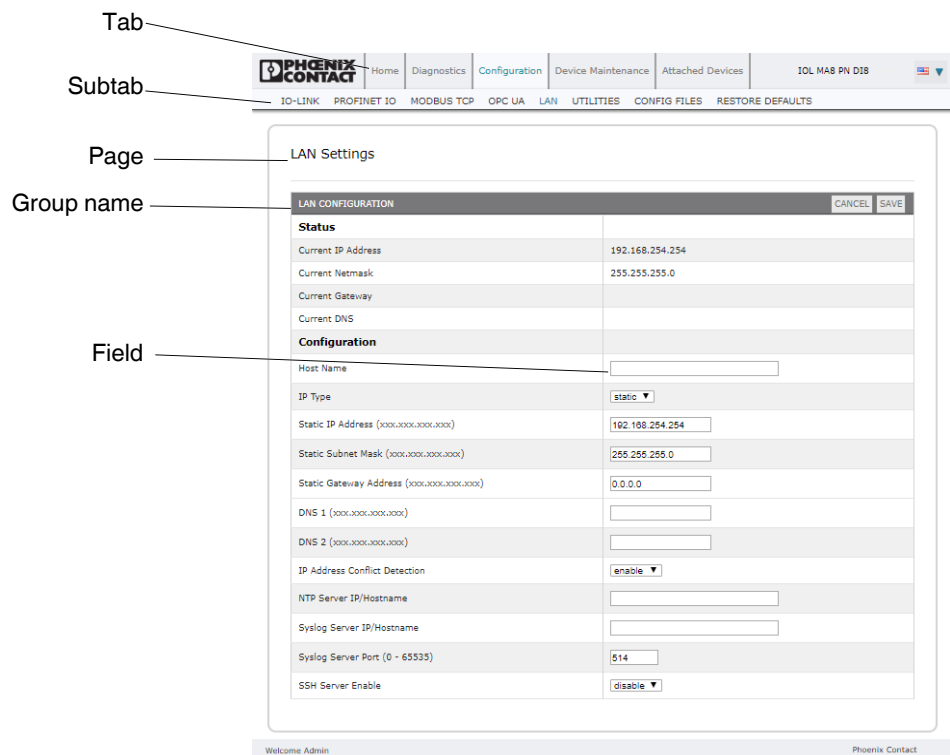 Tab
PHŒNIX
CONTACT
Home Diagnostics Configuration Device Maintenance Attached Devices IOL MA8 PN DI8
Subtab
IO-LINK PROFINET IO MODBUS TCP OPC UA LAN UTILITIES CONFIG FILES RESTORE DEFAULTS
Page
LAN Settings
Group name
LAN CONFIGURATION CANCEL SAVE
Status
Current IP Address 192.168.254.254
Current Netmask 255.255.255.0
Current Gateway
Current DNS
Configuration
Field
Host Name
IP Type static
Static IP Address (xxx.xxx.xxx.xxx) 192.168.254.254
Static Subnet Mask (xxx.xxx.xxx.xxx) 255.255.255.0
Static Gateway Address (xxx.xxx.xxx.xxx) 0.0.0.0
DNS 1 (xxx.xxx.xxx.xxx)
DNS 2 (xxx.xxx.xxx.xxx)
IP Address Conflict Detection enable
NTP Server IP/Hostname
Syslog Server IP/Hostname
Syslog Server Port (0 - 65535) 514
SSH Server Enable disable
Welcome Admin Phoenix Contact